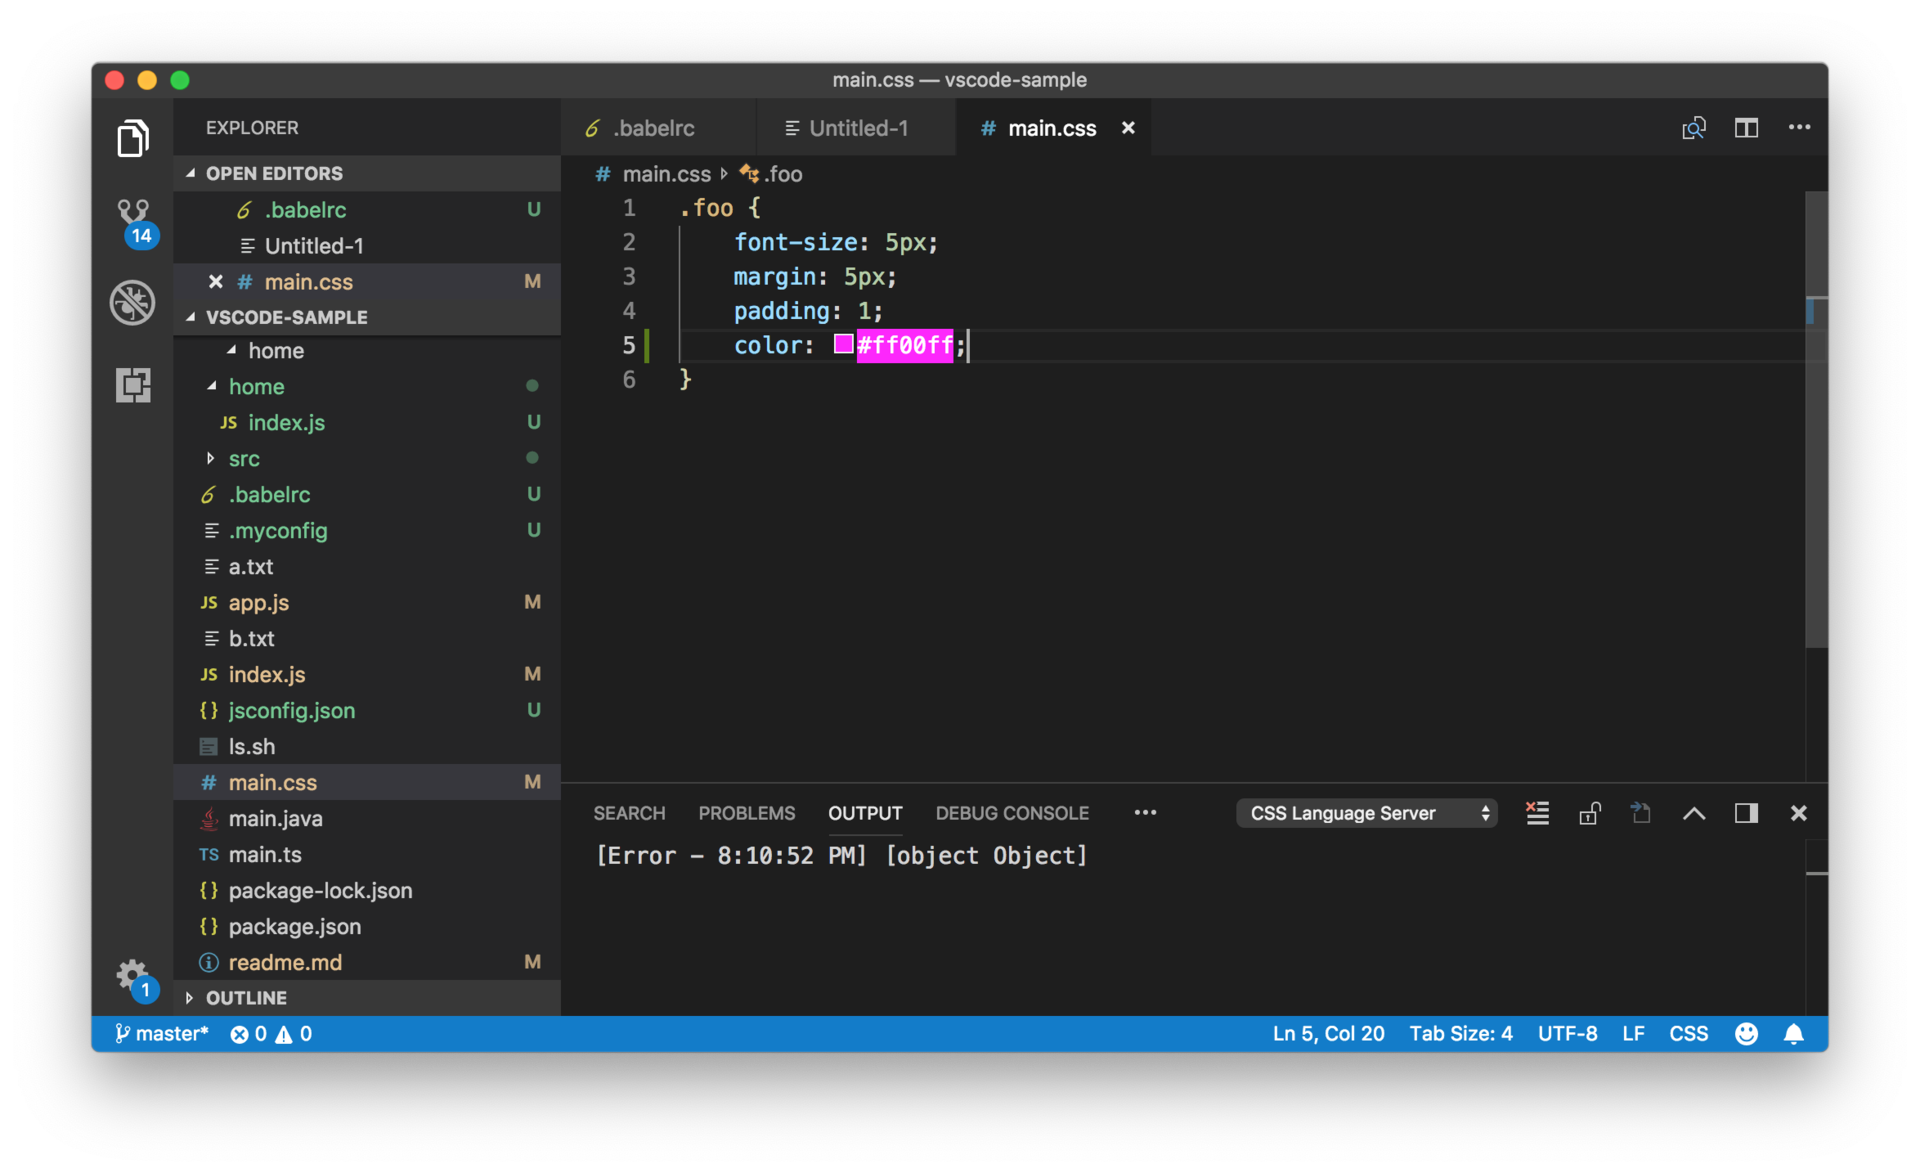 main.css — vscode-sample
EXPLORER
OPEN EDITORS
.babelrc U
Untitled-1
# main.css M
VSCODE-SAMPLE
home
home
JS index.js U
src
.babelrc U
.myconfig U
a.txt
JS app.js M
b.txt
JS index.js M
{} jsconfig.json U
ls.sh
# main.css M
main.java
TS main.ts
{} package-lock.json
{} package.json
readme.md M
OUTLINE
14
1
.babelrc Untitled-1 # main.css
# main.css .foo
1 .foo {
2 font-size: 5px;
3 margin: 5px;
4 padding: 1;
5 color: #ff00ff;
6 }
SEARCH PROBLEMS OUTPUT DEBUG CONSOLE ••• CSS Language Server
[Error – 8:10:52 PM] [object Object]
master* 0 0 Ln 5, Col 20 Tab Size: 4 UTF-8 LF CSS